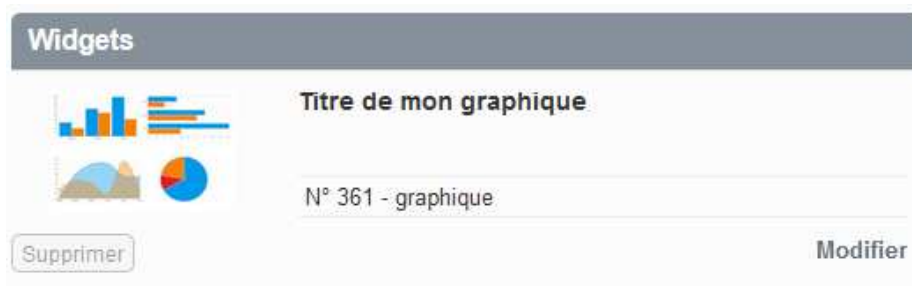 Widgets
Titre de mon graphique
N° 361 - graphique
Supprimer
Modifier